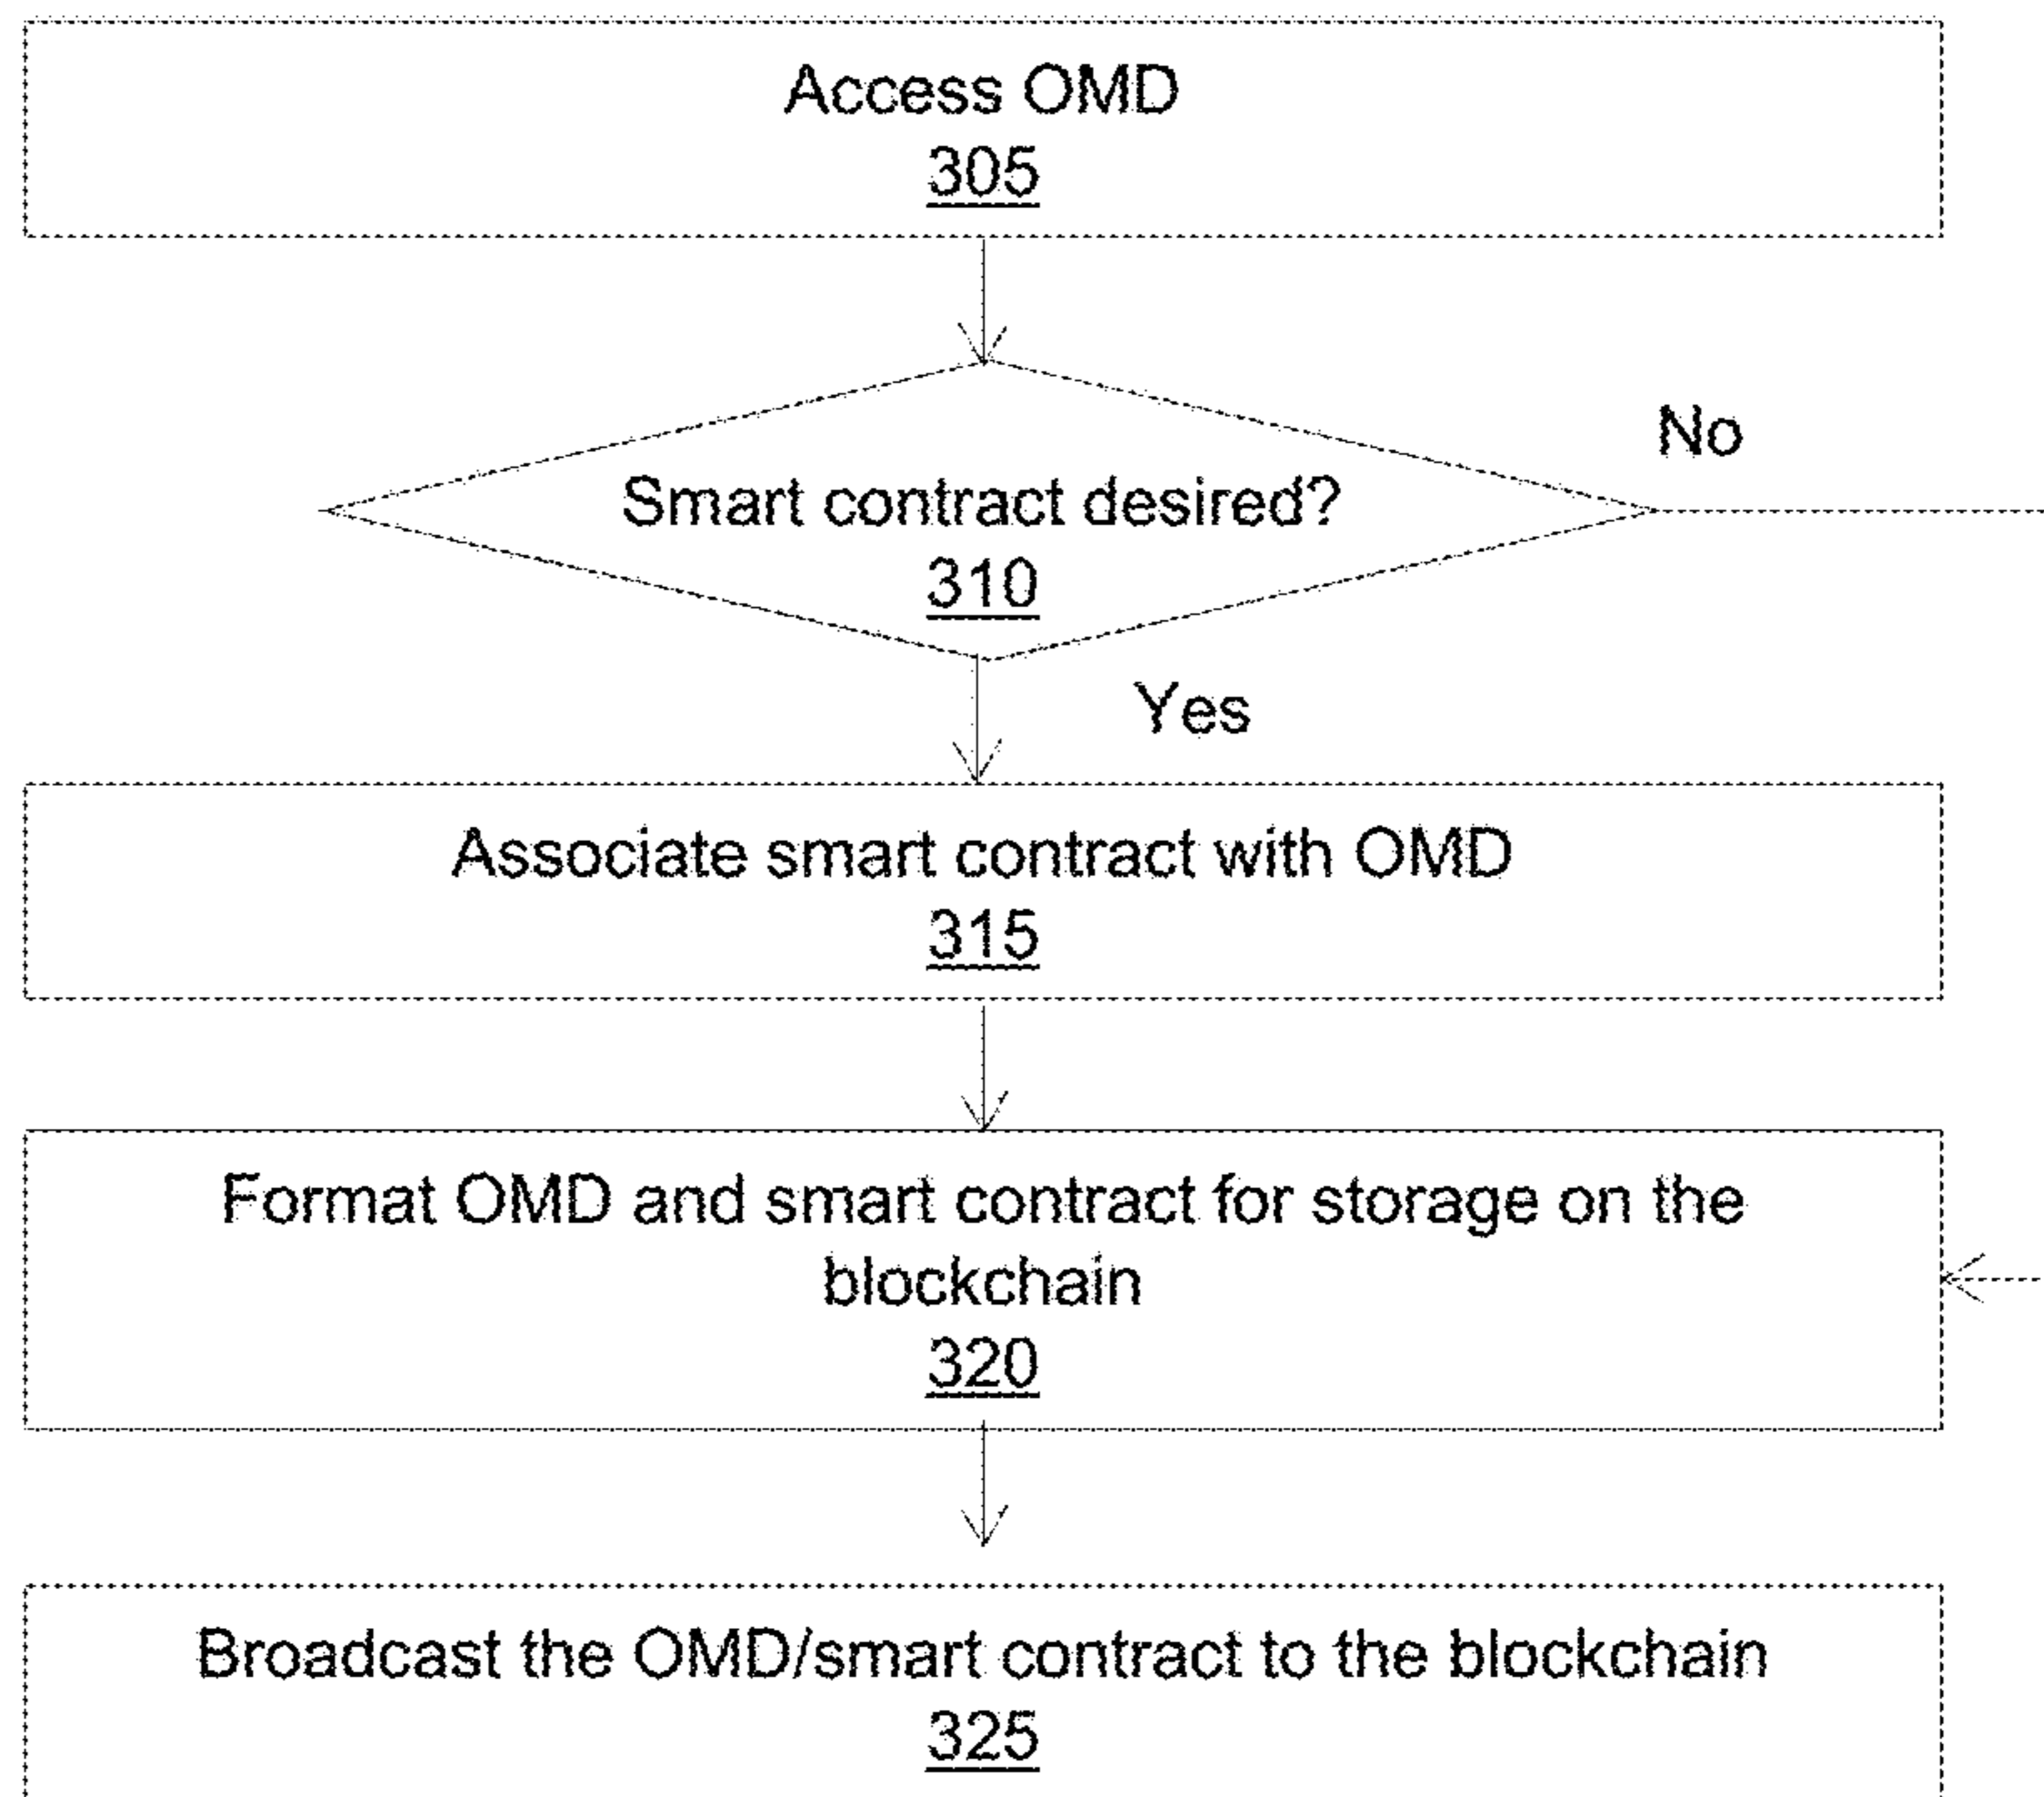 Access OMD
305
No
Smart contract desired?
310
Yes
Associate smart contract with OMD
315
Format OMD and smart contract for storage on the
blockchain
320
Broadcast the OMD/smart contract to the blockchain
325